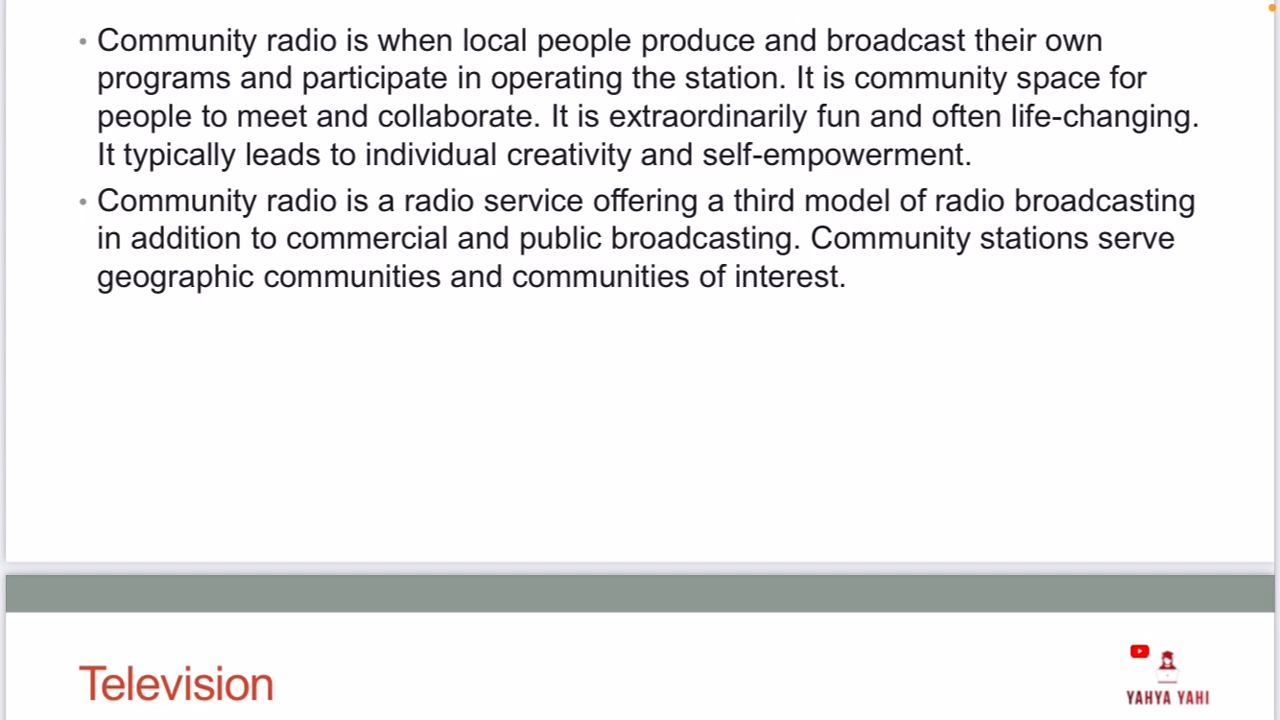 • Community radio is when local people produce and broadcast their own
programs and participate in operating the station. It is community space for
people to meet and collaborate. It is extraordinarily fun and often life-changing.
It typically leads to individual creativity and self-empowerment.
• Community radio is a radio service offering a third model of radio broadcasting
in addition to commercial and public broadcasting. Community stations serve
geographic communities and communities of interest.
Television
YAHYA YAHI